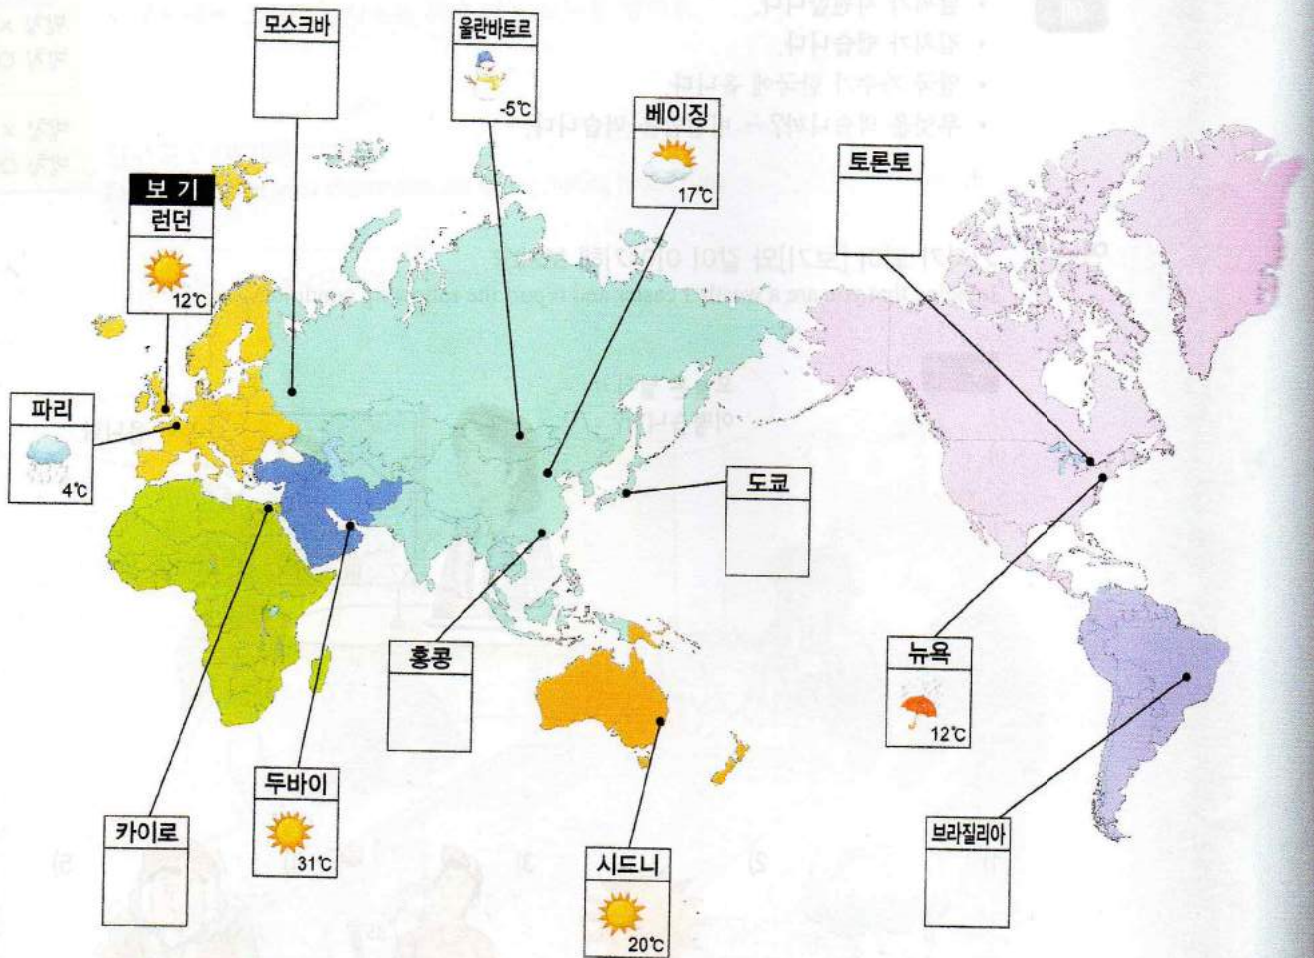 모스크바
울란바토르
-5℃
베이징
17℃
토론토
보 기
런던
12℃
파리
4℃
도쿄
홍콩
뉴욕
12℃
두바이
31℃
카이로
시드니
20℃
브라질리아